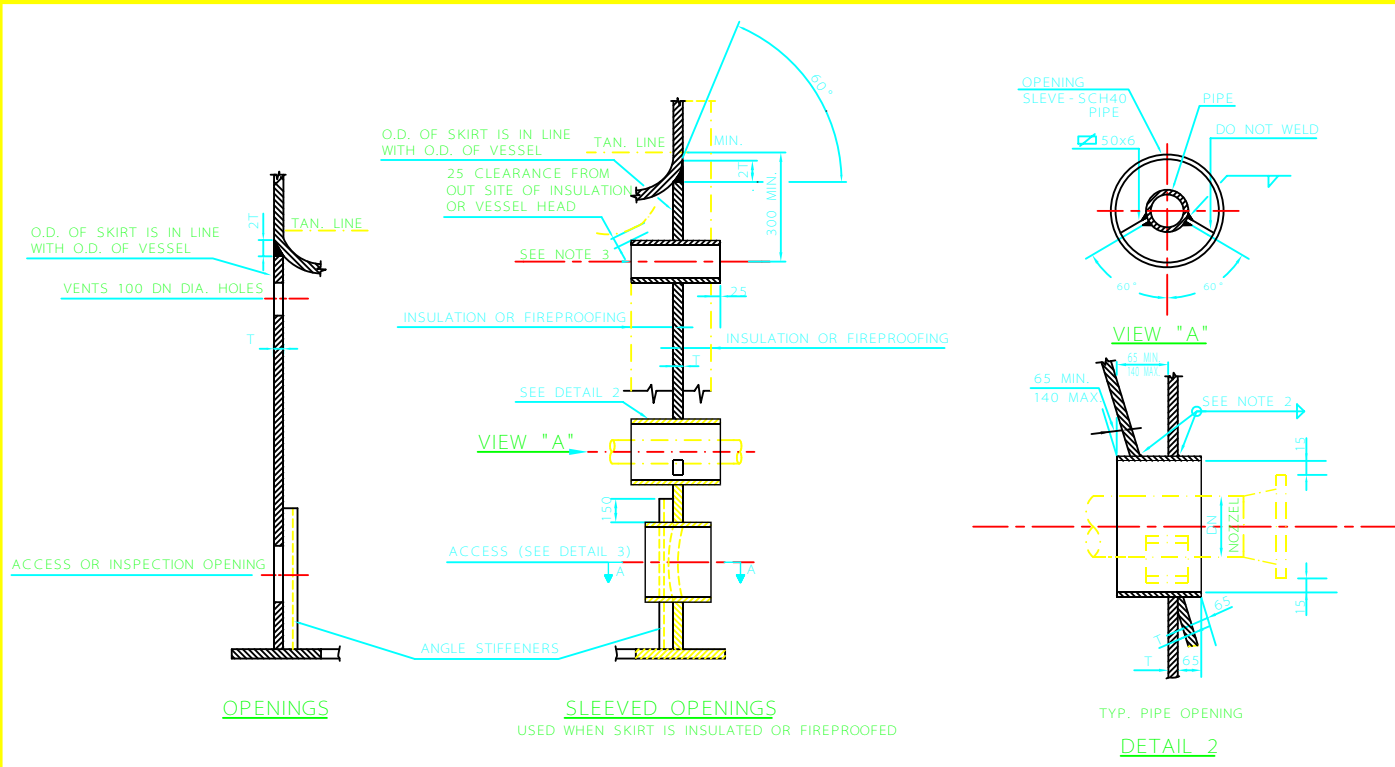 2T
TAN. LINE
O.D. OF SKIRT IS IN LINE
WITH O.D. OF VESSEL
VENTS 100 DN DIA. HOLES
T
ACCESS OR INSPECTION OPENING
ANGLE STIFFENERS
OPENINGS
60°
O.D. OF SKIRT IS IN LINE
WITH O.D. OF VESSEL
TAN. LINE
MIN.
2T
300 MIN.
25 CLEARANCE FROM
OUT SITE OF INSULATION
OR VESSEL HEAD
SEE NOTE 3
25
INSULATION OR FIREPROOFING
INSULATION OR FIREPROOFING
T
SEE DETAIL 2
VIEW "A"
150
ACCESS (SEE DETAIL 3)
A
A
SLEEVED OPENINGS
USED WHEN SKIRT IS INSULATED OR FIREPROOFED
OPENING
SLEVE-SCH40
PIPE
PIPE
50x6
DO NOT WELD
60°
60°
VIEW "A"
65 MIN.
140 MAX.
65 MIN.
140 MAX.
SEE NOTE 2
15
DN
NOZZEL
15
65
T
T
65
TYP. PIPE OPENING
DETAIL 2